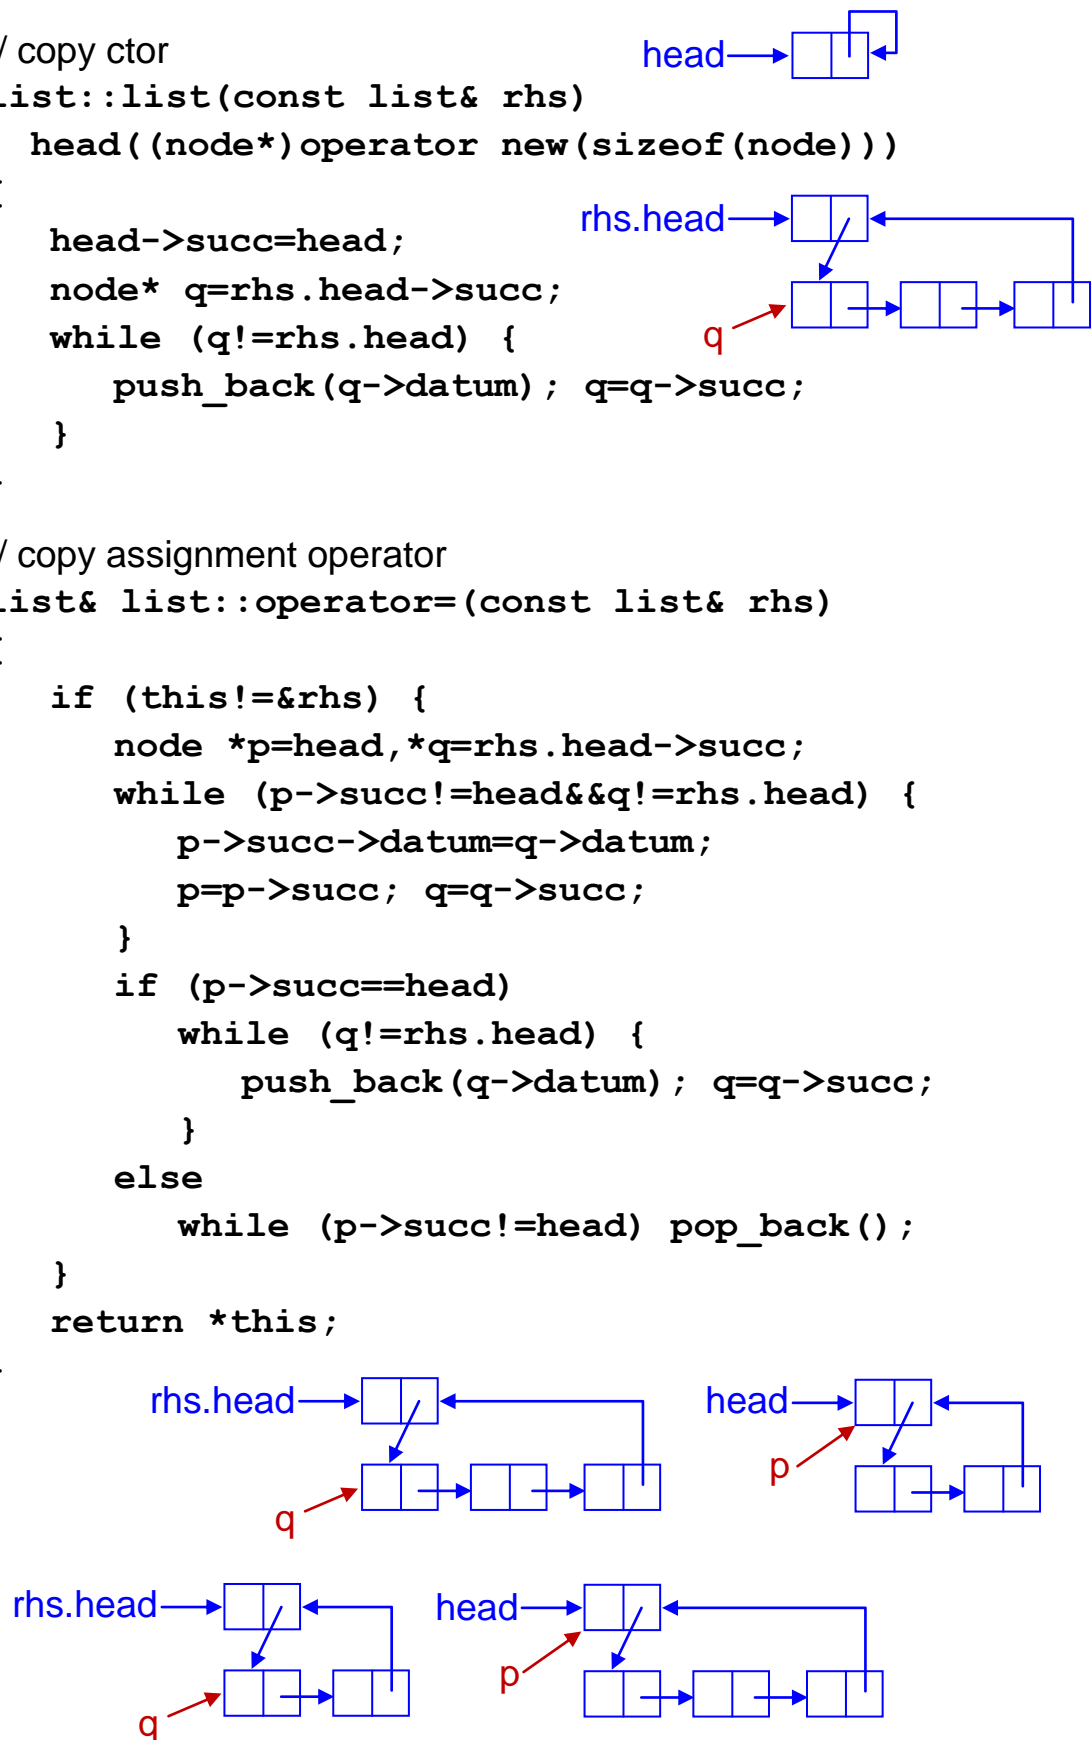 / copy ctor
head
list::list(const list& rhs)
head((node*)operator new(sizeof(node)))
{
rhs.head
head->succ=head;
node* q=rhs.head->succ;
q
while (q!=rhs.head) {
push_back(q->datum); q=q->succ;
}
/ copy assignment operator
list& list::operator=(const list& rhs)
{
if (this!=&rhs) {
node *p=head,*q=rhs.head->succ;
while (p->succ!=head&&q!=rhs.head) {
p->succ->datum=q->datum;
p=p->succ; q=q->succ;
}
if (p->succ==head)
while (q!=rhs.head) {
push_back(q->datum); q=q->succ;
}
else
while (p->succ!=head) pop_back();
}
return *this;
rhs.head head
p
q
rhs.head head
p
q